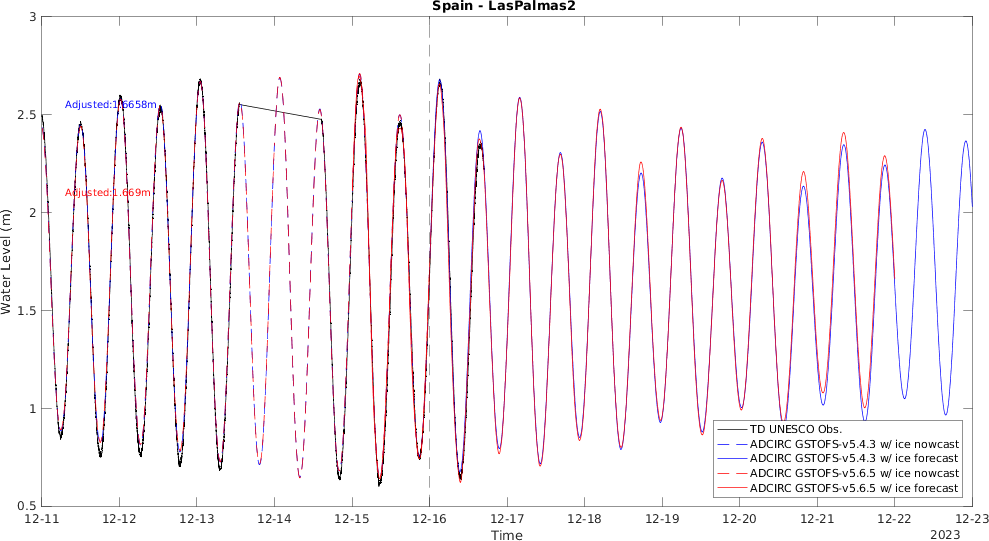 Spain - LasPalmas2
3
2.5
2
1.5
1
0.5
Water Level (m)
Adjusted:1.6658m
Adjusted:1.669m
TD UNESCO Obs.
ADCIRC GSTOFS-v5.4.3 w/ ice nowcast
ADCIRC GSTOFS-v5.4.3 w/ ice forecast
ADCIRC GSTOFS-v5.6.5 w/ ice nowcast
ADCIRC GSTOFS-v5.6.5 w/ ice forecast
12-11 12-12 12-13 12-14 12-15 12-16 12-17 12-18 12-19 12-20 12-21 12-22 12-23
Time
2023